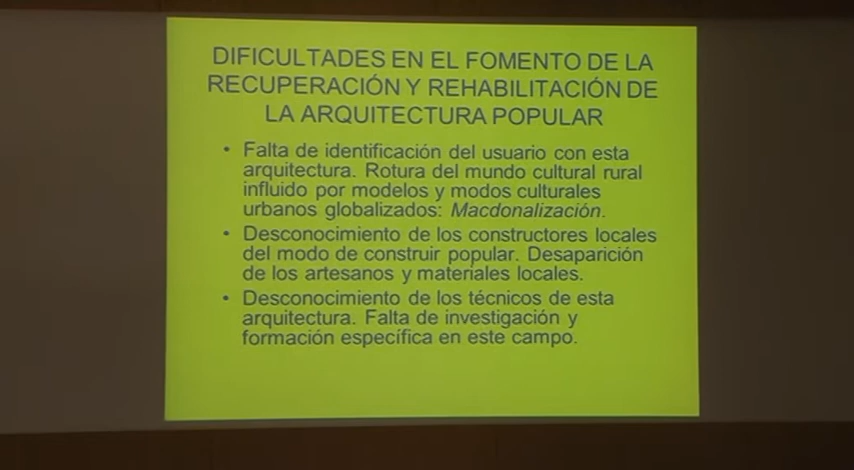 DIFICULTADES EN EL FOMENTO DE LA
RECUPERACIÓN Y REHABILITACIÓN DE
LA ARQUITECTURA POPULAR
• Falta de identificación del usuario con esta
arquitectura. Rotura del mundo cultural rural
influido por modelos y modos culturales
urbanos globalizados: Macdonalización.
• Desconocimiento de los constructores locales
del modo de construir popular. Desaparición
de los artesanos y materiales locales.
• Desconocimiento de los técnicos de esta
arquitectura. Falta de investigación y
formación específica en este campo.